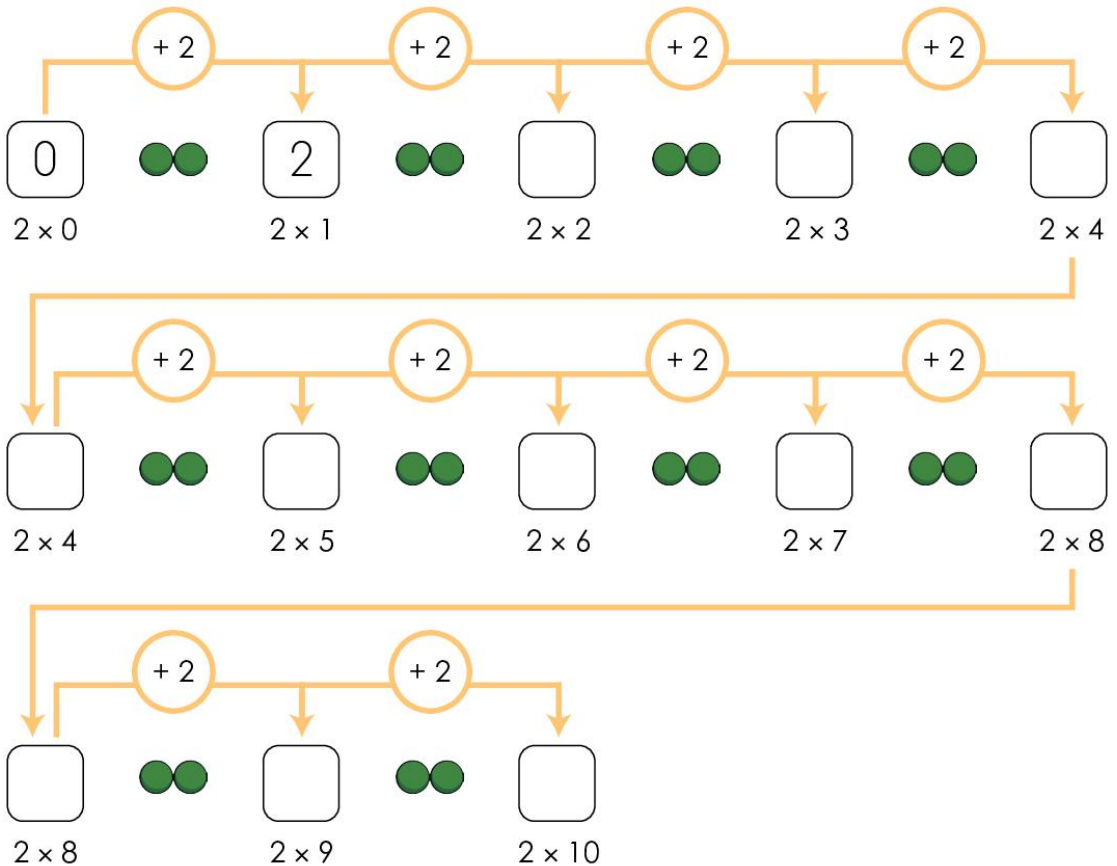 + 2 + 2 + 2 + 2
0 2
2 × 0 2 × 1 2 × 2 2 × 3 2 × 4
+ 2 + 2 + 2 + 2
2 × 4 2 × 5 2 × 6 2 × 7 2 × 8
+ 2 + 2
2 × 8 2 × 9 2 × 10